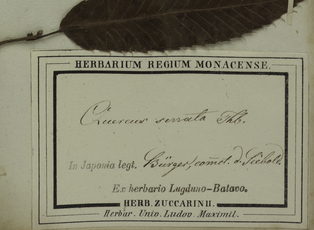 HERBARIUM REGIUM MONACENSE.
Quercus serrata Thb.
In Japonia legt. Bürger, comit. d. Siebold
Ex herbario Lugduno-Batavo.
HERB. ZUCCARINII.
Herbar. Univ. Ludov. Maximil.